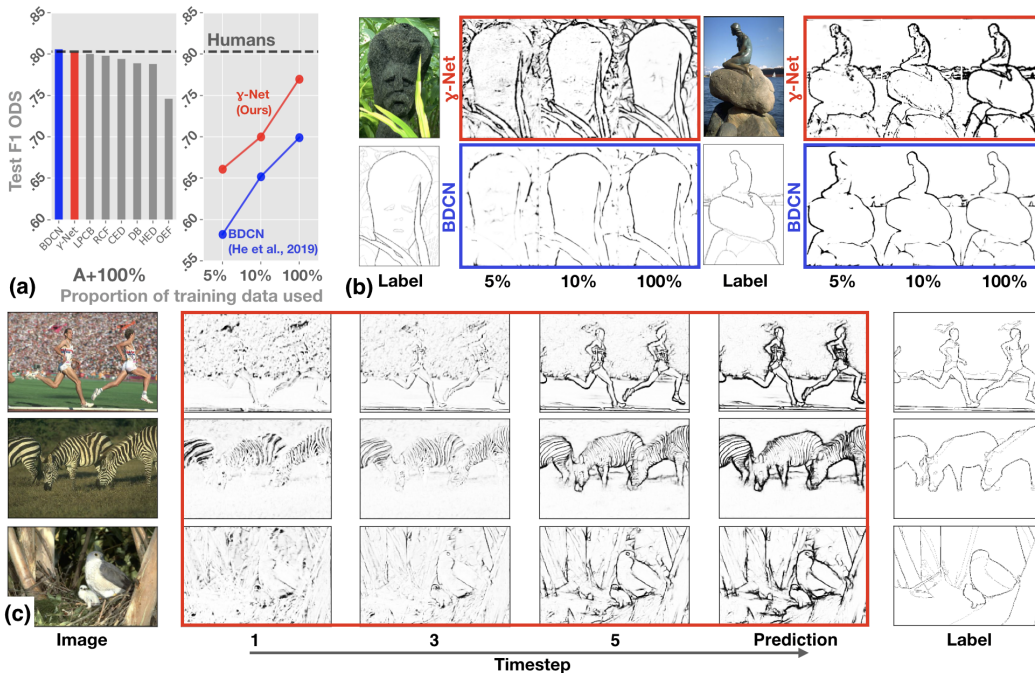 Test F1 ODS
.85
.80
.75
.70
.65
.60
BDCN
γ-Net
LPCB
RCF
CED
DB
HED
OEF
A+100%
(a)
.85
.80
.75
.70
.65
.60
.55
Humans
γ-Net
(Ours)
BDCN
(He et al., 2019)
5%
10%
100%
Proportion of training data used
(b)
Label
γ-Net
BDCN
5%
10%
100%
Label
γ-Net
BDCN
5%
10%
100%
(c)
Image
1
3
5
Prediction
Label
Timestep